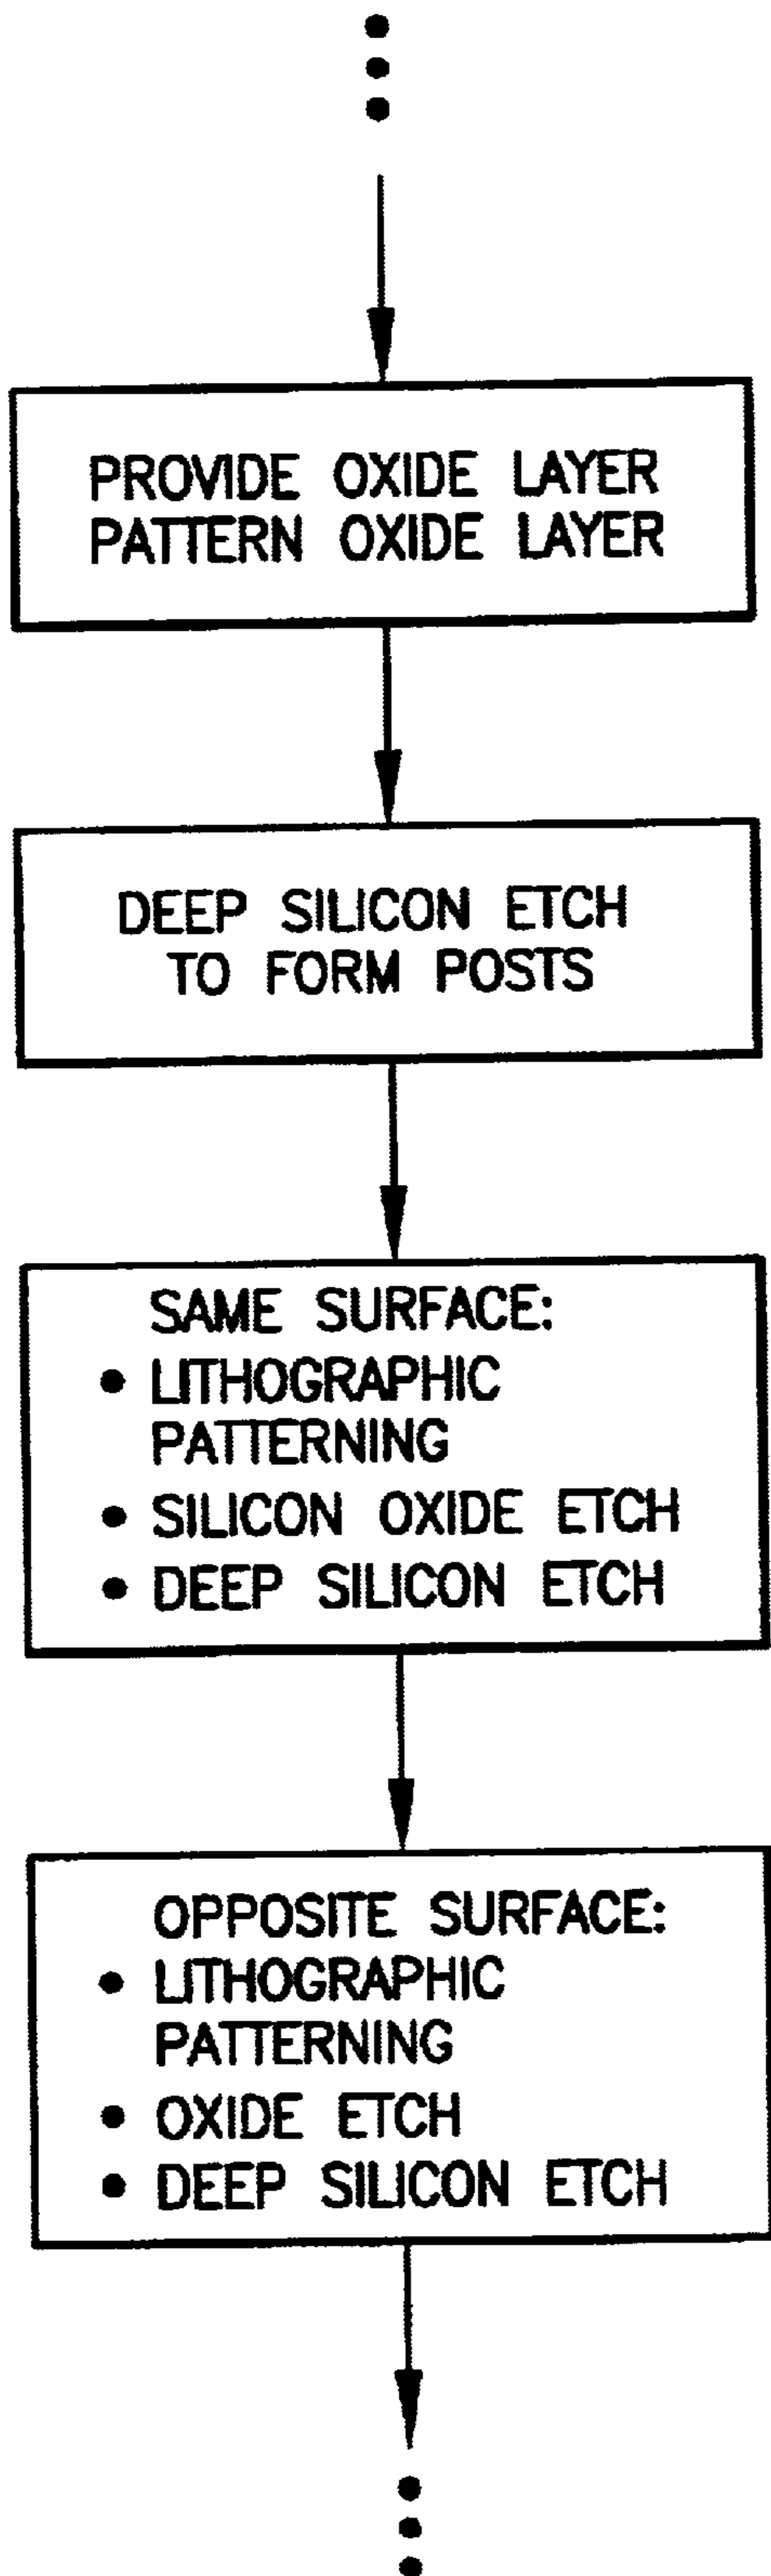 PROVIDE OXIDE LAYER
PATTERN OXIDE LAYER
DEEP SILICON ETCH
TO FORM POSTS
SAME SURFACE:
• LITHOGRAPHIC
PATTERNING
• SILICON OXIDE ETCH
• DEEP SILICON ETCH
OPPOSITE SURFACE:
• LITHOGRAPHIC
PATTERNING
• OXIDE ETCH
• DEEP SILICON ETCH